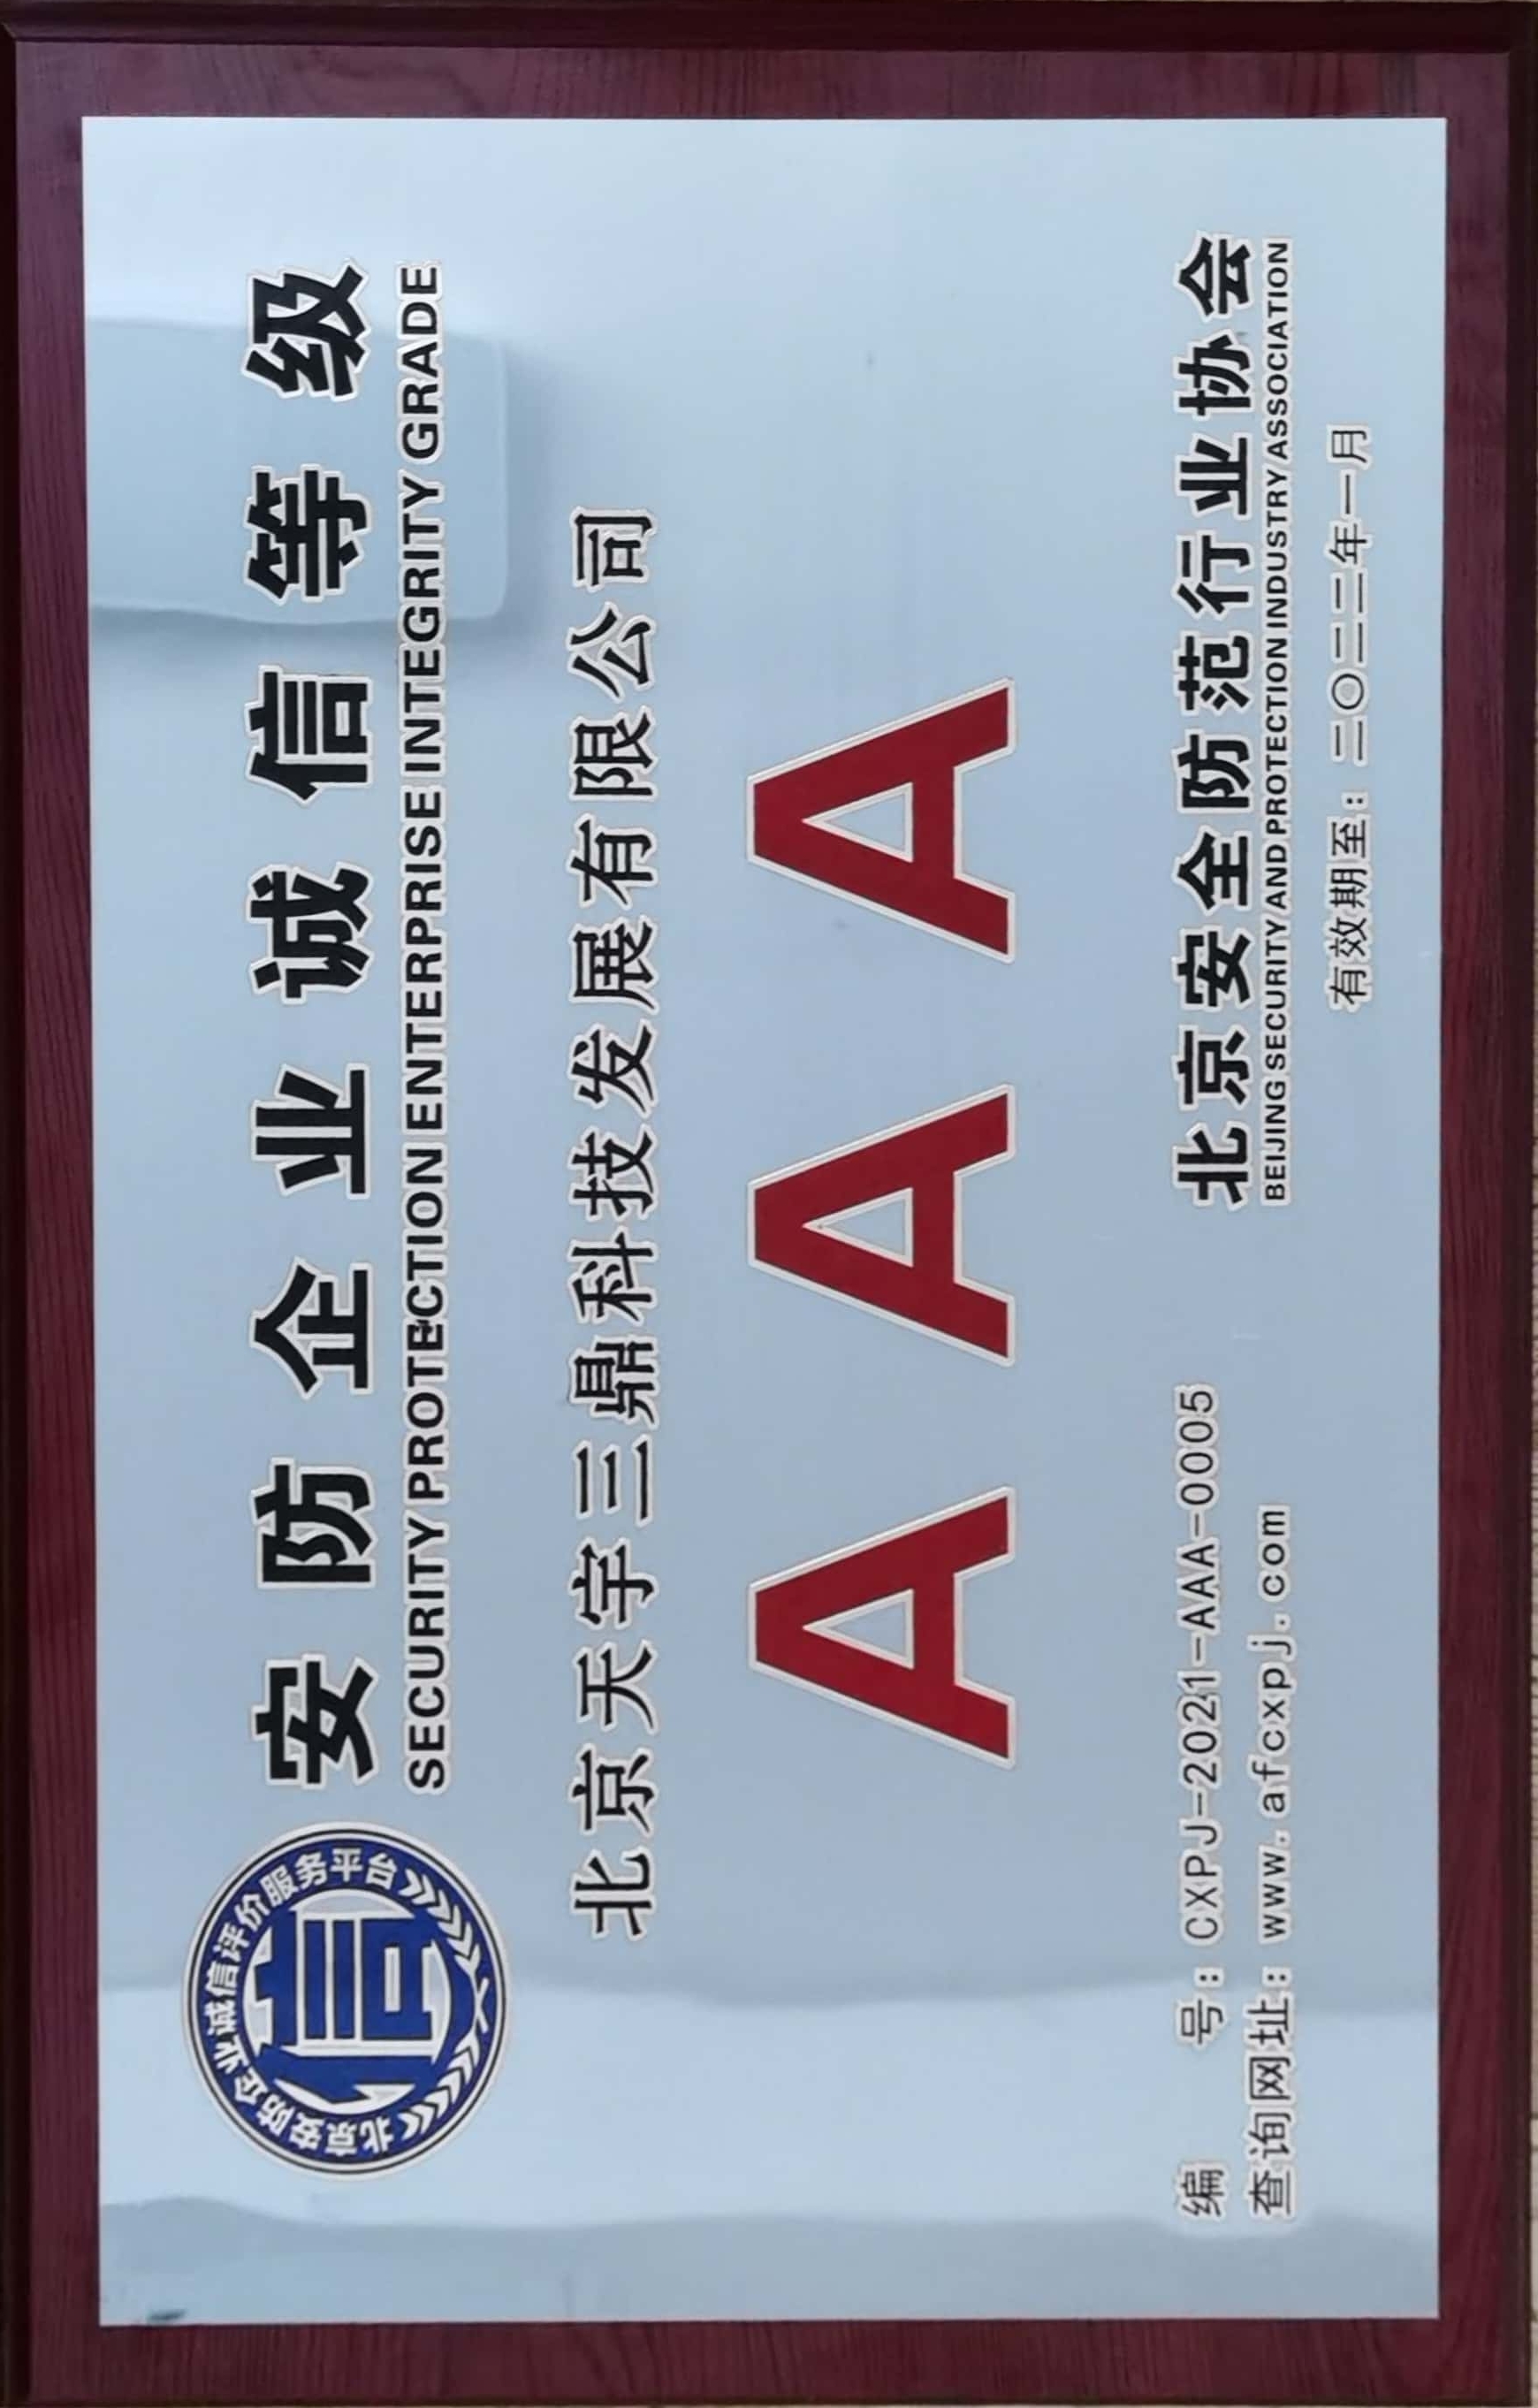 北京安防企业诚信评价服务平台
信
安防企业诚信等级
SECURITY PROTECTION ENTERPRISE INTEGRITY GRADE
北京天宇三鼎科技发展有限公司
AAA
编 号：CXPJ-2021-AAA-0005
查询网址：www.afcxpj.com
北京安全防范行业协会
BEIJING SECURITY AND PROTECTION INDUSTRY ASSOCIATION
有效期至：二〇二二年一月